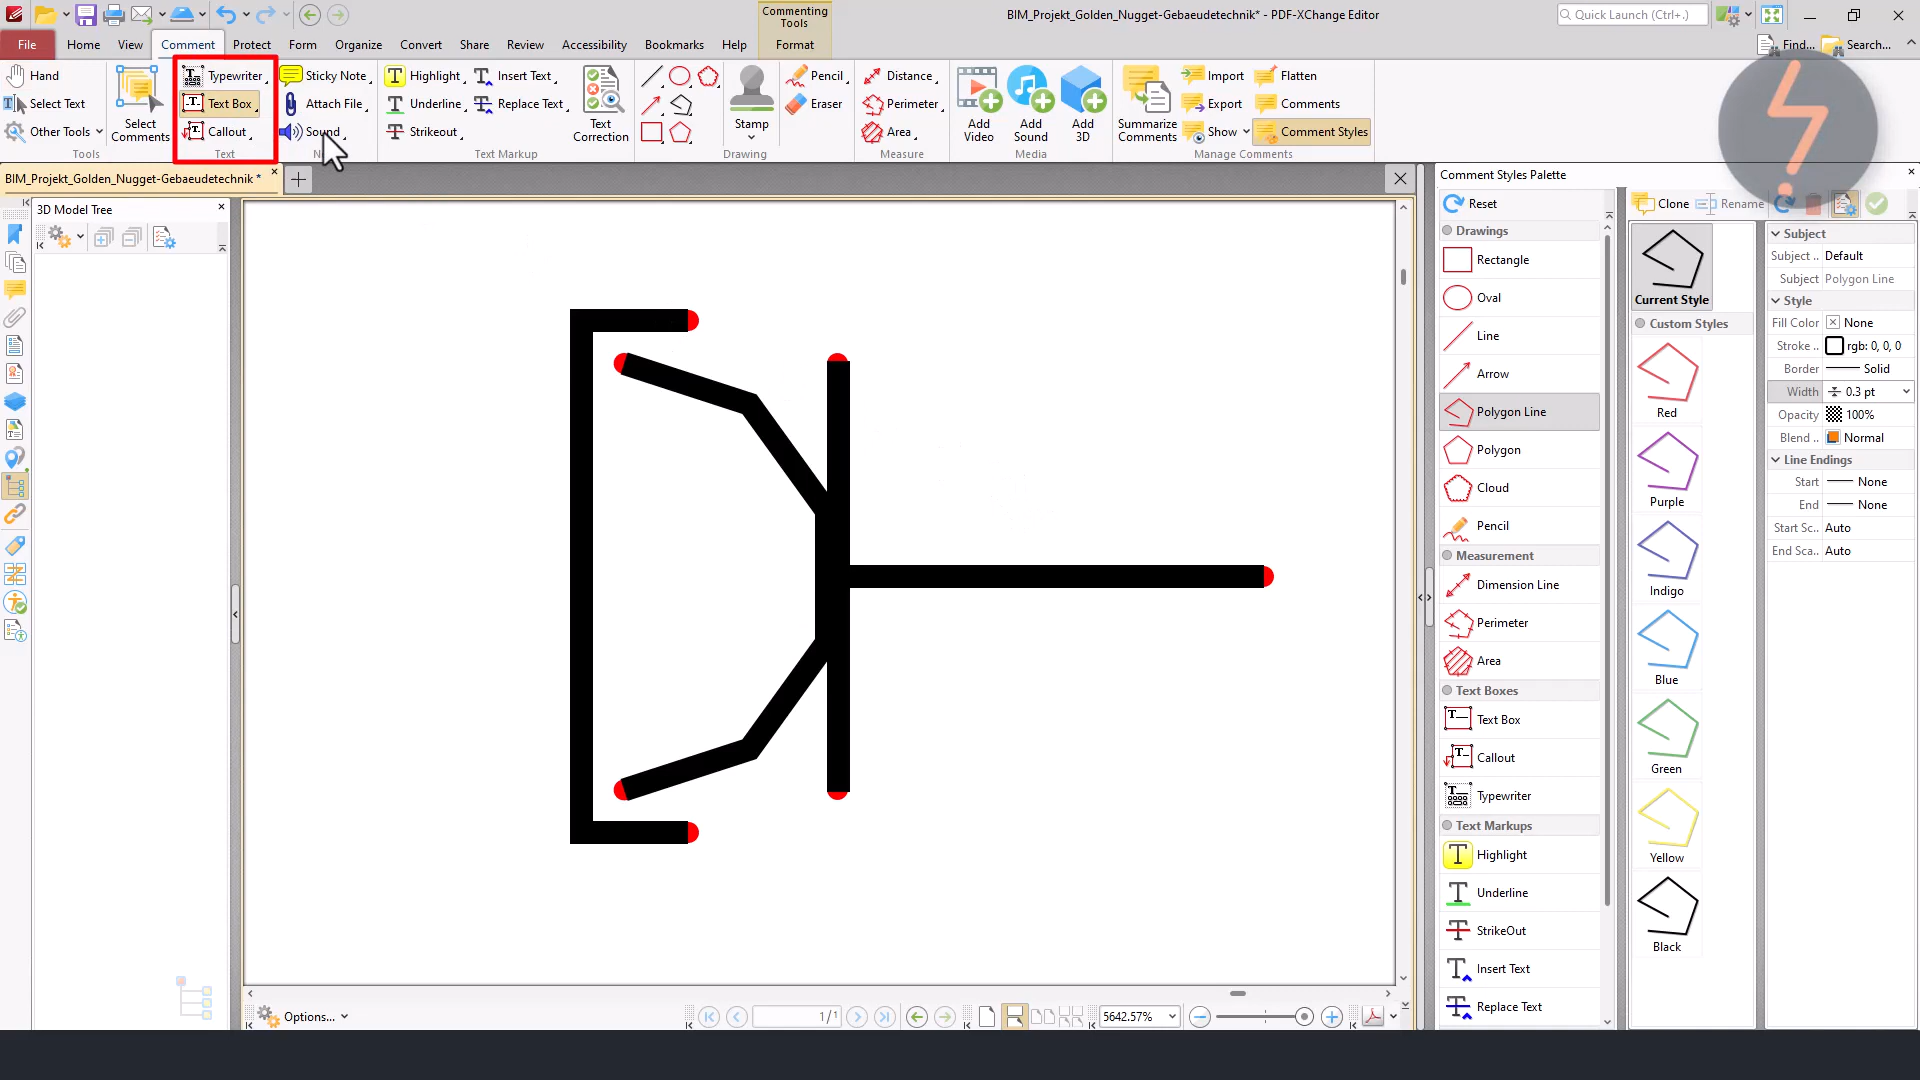 Commenting
Tools
BIM_Projekt_Golden_Nugget-Gebaeudetechnik* - PDF-XChange Editor
Quick Launch (Ctrl+.)
File
Home
View
Comment
Protect
Form
Organize
Convert
Share
Review
Accessibility
Bookmarks
Help
Format
Find...
Search...
Hand
Select Text
Other Tools
Tools
Select
Comments
Typewriter
Text Box
Callout
Text
Sticky Note
Attach File
Sound
Highlight
Underline
Strikeout
Insert Text
Replace Text
Text Markup
Text
Correction
Stamp
Pencil
Eraser
Drawing
Distance
Perimeter
Area
Measure
Add
Video
Add
Sound
Add
3D
Media
Summarize
Comments
Import
Export
Show
Flatten
Comments
Comment Styles
Manage Comments
BIM_Projekt_Golden_Nugget-Gebaeudetechnik *
3D Model Tree
Comment Styles Palette
Reset
Drawings
Rectangle
Oval
Line
Arrow
Polygon Line
Polygon
Cloud
Pencil
Measurement
Dimension Line
Perimeter
Area
Text Boxes
Text Box
Callout
Typewriter
Text Markups
Highlight
Underline
StrikeOut
Insert Text
Replace Text
Clone
Rename
Current Style
Custom Styles
Red
Purple
Indigo
Blue
Green
Yellow
Black
Subject
Subject .. Default
Subject Polygon Line
Style
Fill Color None
Stroke .. rgb: 0, 0, 0
Border Solid
Width 0.3 pt
Opacity 100%
Blend .. Normal
Line Endings
Start None
End None
Start Sc.. Auto
End Sca.. Auto
Options...
1/1
5642.57%